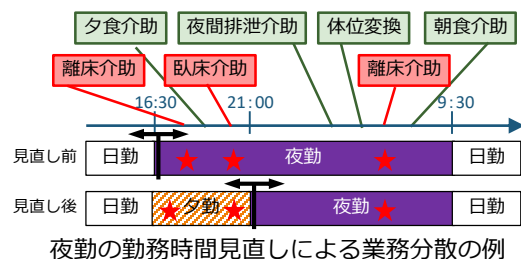 夕食介助 夜間排泄介助 体位変換 朝食介助
離床介助 臥床介助 離床介助
16:30 21:00 9:30
見直し前 日勤 夜勤 日勤
見直し後 日勤 夕勤 夜勤 日勤
夜勤の勤務時間見直しによる業務分散の例